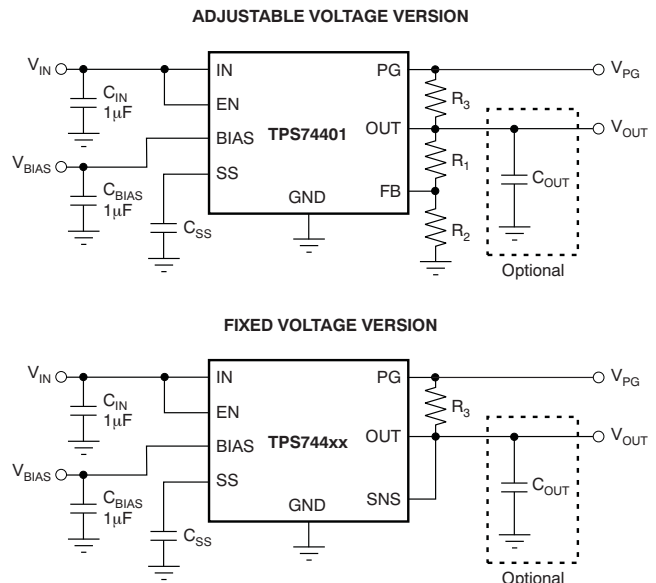 ADJUSTABLE VOLTAGE VERSION
VIN
IN
PG
VPG
CIN
1μF
EN
R3
VBIAS
BIAS
TPS74401
OUT
VOUT
CBIAS
1μF
SS
R1
COUT
FB
GND
CSS
R2
Optional
FIXED VOLTAGE VERSION
VIN
IN
PG
VPG
CIN
1μF
EN
R3
BIAS
TPS744xx
OUT
VOUT
VBIAS
SS
COUT
CBIAS
1μF
GND
SNS
CSS
Optional